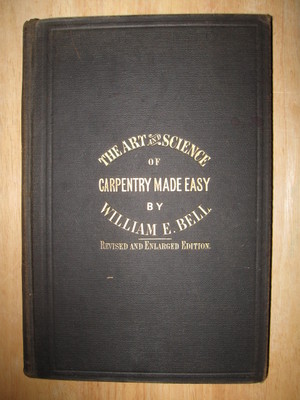 THE ART AND SCIENCE
OF
CARPENTRY MADE EASY
BY
WILLIAM E. BELL
REVISED AND ENLARGED EDITION.